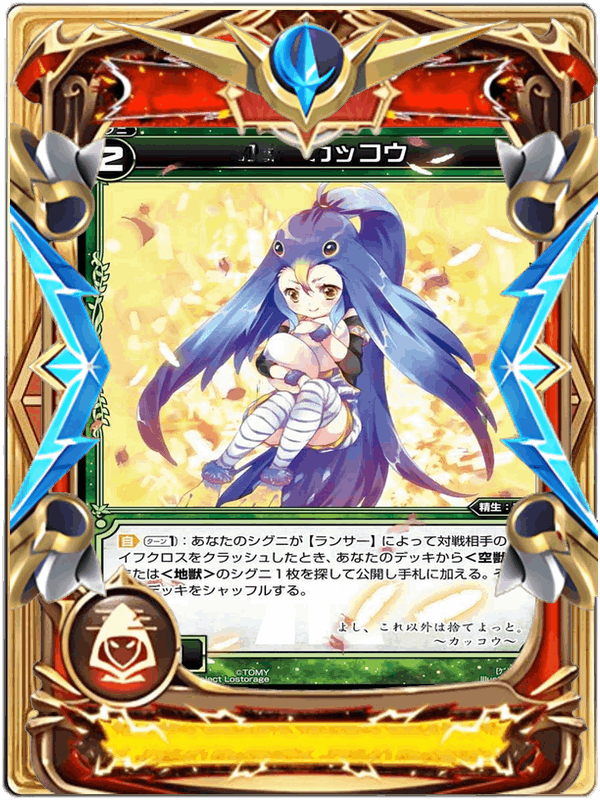 2
カッコウ
精生：
自 ターン1：あなたのシグニが【ランサー】によって対戦相手の
イフクロスをクラッシュしたとき、あなたのデッキから＜空獣
たは＜地獣＞のシグニ1枚を探して公開し手札に加える。そ
デッキをシャッフルする。
よし、これ以外は捨てよっと。
～カッコウ～
©TOMY
ject Lostorage
Illus